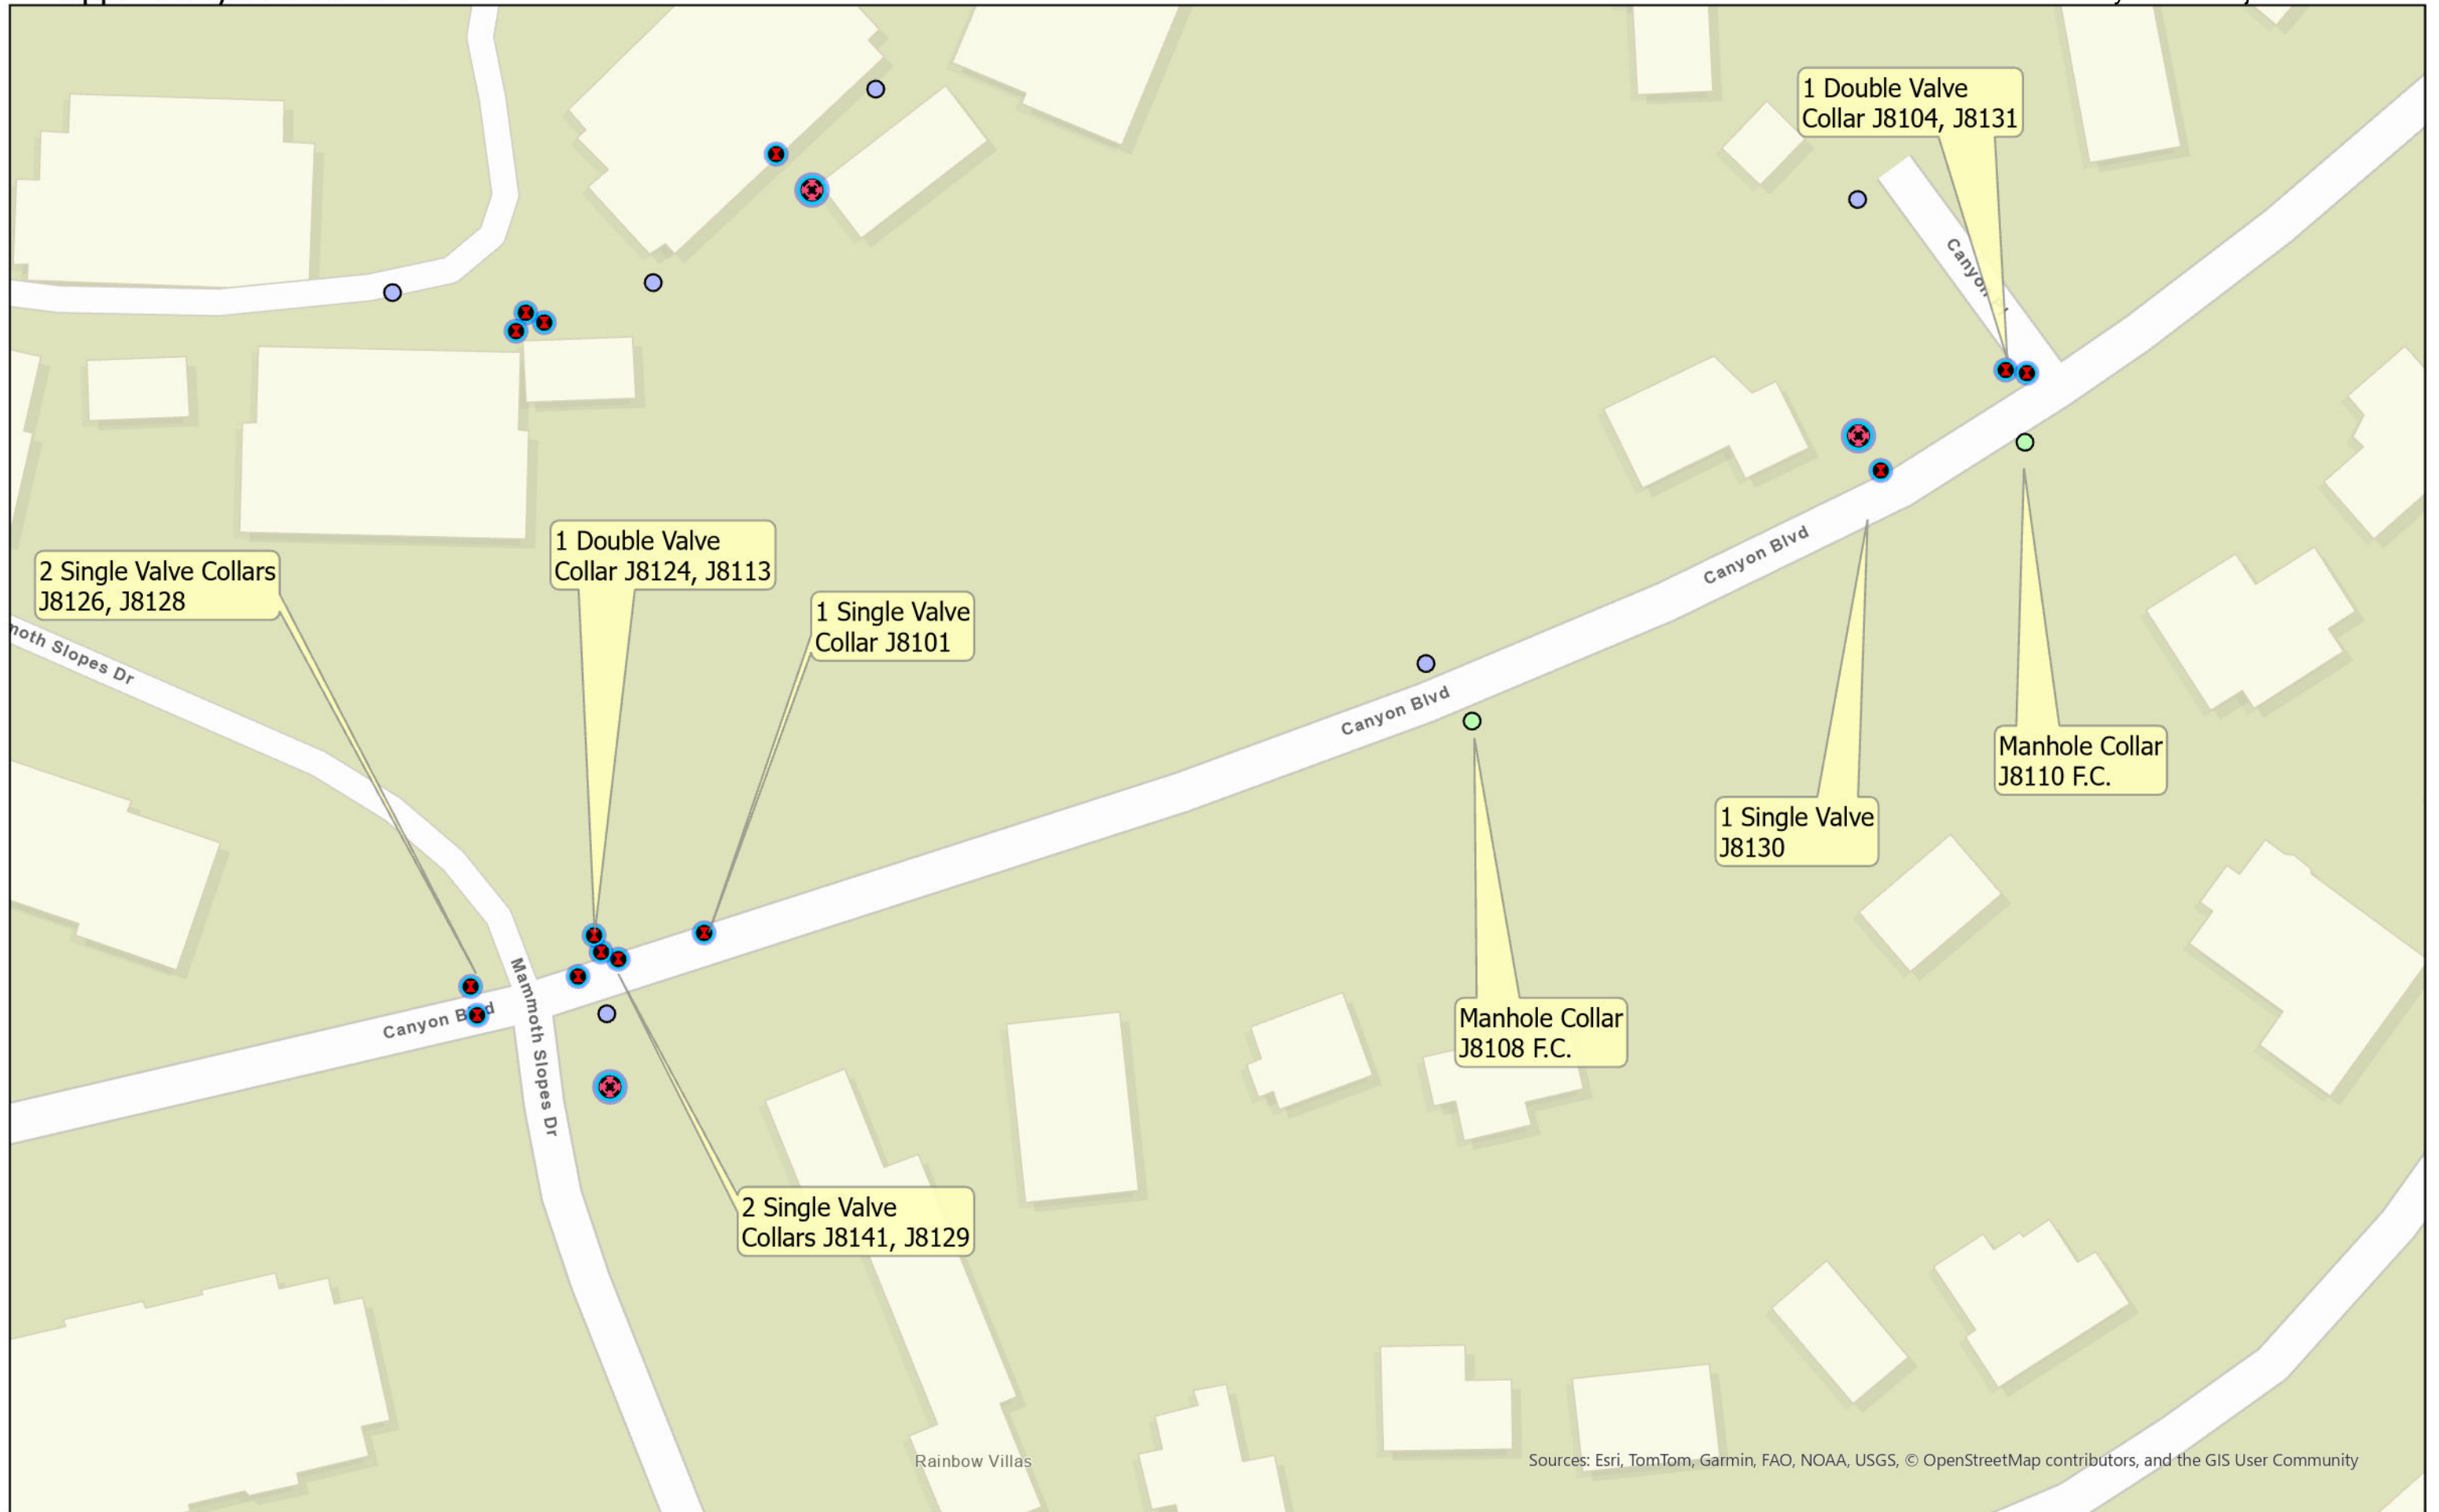 1 Double Valve
Collar J8104, J8131
Canyon
1 Double Valve
Collar J8124, J8113
2 Single Valve Collars
J8126, J8128
1 Single Valve
Collar J8101
Canyon Blvd
moth Slopes Dr
Canyon Blvd
Manhole Collar
J8110 F.C.
1 Single Valve
J8130
Mammoth Slopes Dr
Canyon
Manhole Collar
J8108 F.C.
2 Single Valve
Collars J8141, J8129
Rainbow Villas
Sources: Esri, TomTom, Garmin, FAO, NOAA, USGS, © OpenStreetMap contributors, and the GIS User Community